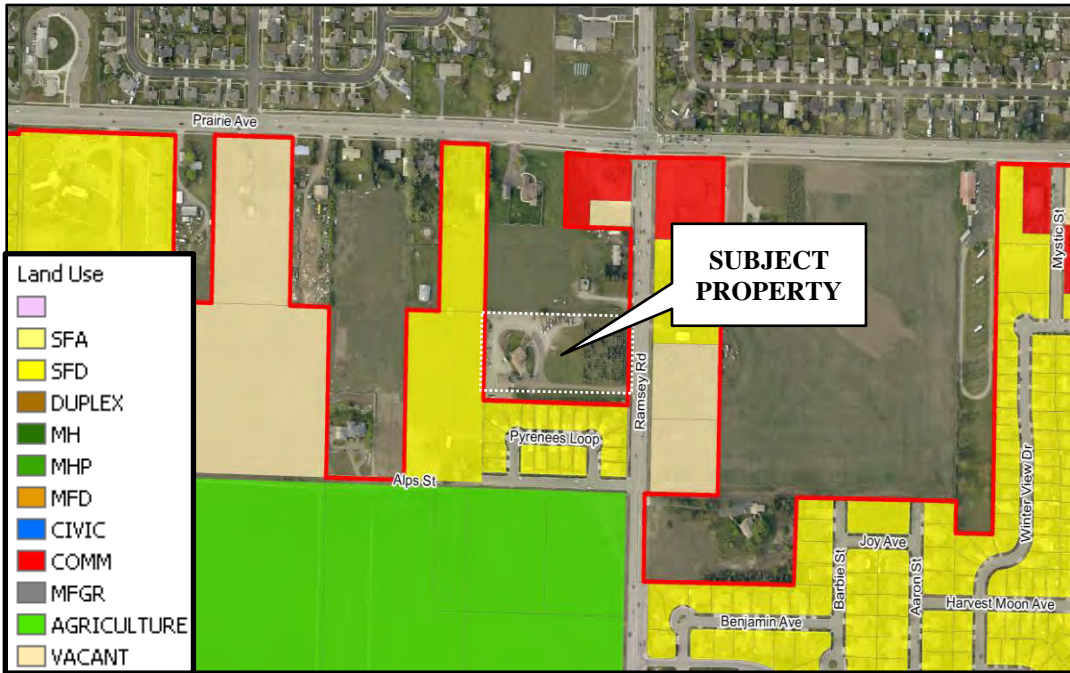 Prairie Ave
SUBJECT
PROPERTY
Mystic St
Land Use
SFA
SFD
DUPLEX
MH
MHP
MFD
CIVIC
COMM
MFGR
AGRICULTURE
VACANT
Ramsey Rd
Pyrenees Loop
Alps St
Winter View Dr
Joy Ave
Barbie St
Aaron St
Harvest Moon Ave
Benjamin Ave